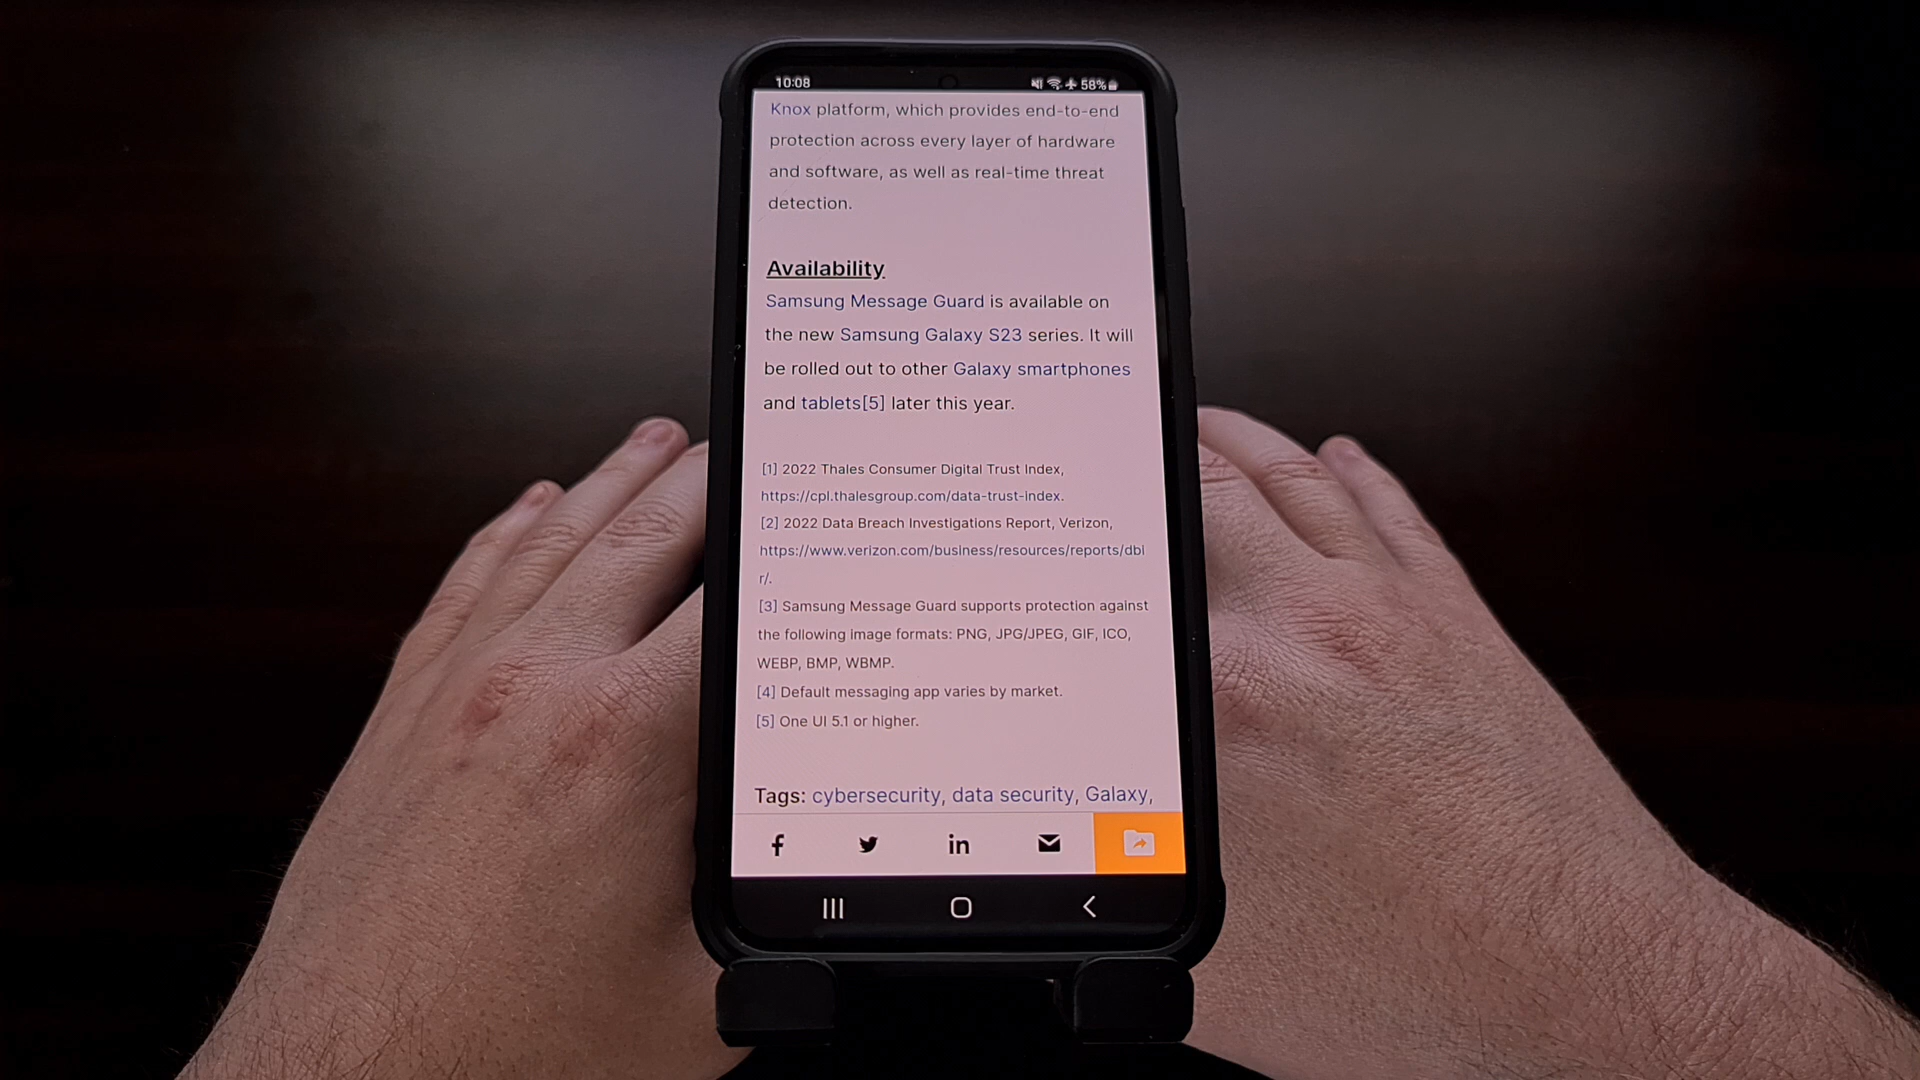 10:08
58%
Knox platform, which provides end-to-end
protection across every layer of hardware
and software, as well as real-time threat
detection.
Availability
Samsung Message Guard is available on
the new Samsung Galaxy S23 series. It will
be rolled out to other Galaxy smartphones
and tablets[5] later this year.
[1] 2022 Thales Consumer Digital Trust Index,
https://cpl.thalesgroup.com/data-trust-index.
[2] 2022 Data Breach Investigations Report, Verizon,
https://www.verizon.com/business/resources/reports/dbi
r/.
[3] Samsung Message Guard supports protection against
the following image formats: PNG, JPG/JPEG, GIF, ICO,
WEBP, BMP, WBMP.
[4] Default messaging app varies by market.
[5] One UI 5.1 or higher.
Tags: cybersecurity, data security, Galaxy,
f
in